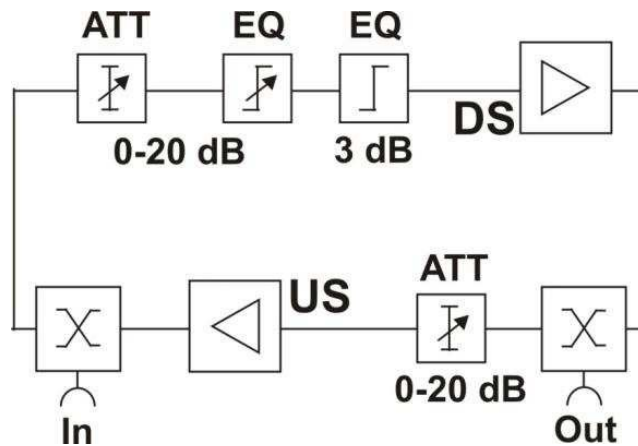 ATT EQ EQ
0-20 dB 3 dB DS
ATT
US
0-20 dB
In Out